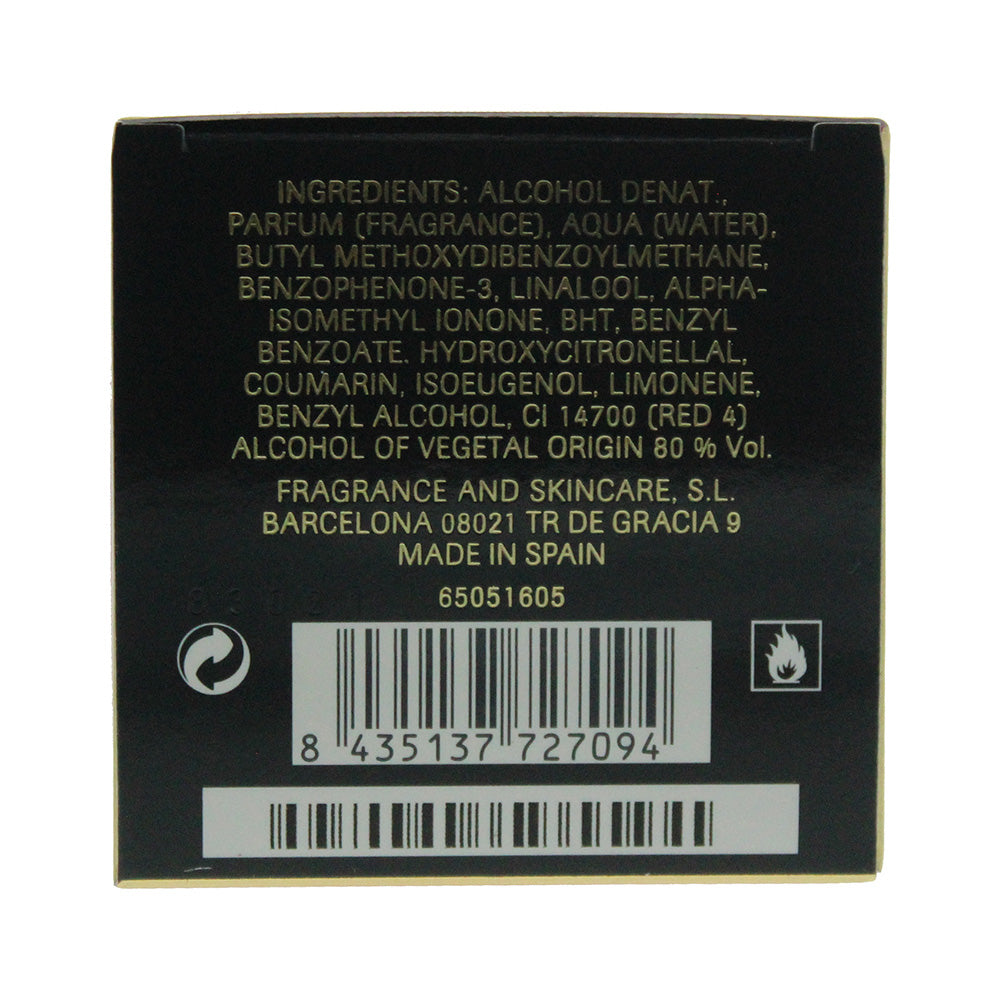 INGREDIENTS: ALCOHOL DENAT.,
PARFUM (FRAGRANCE), AQUA (WATER),
BUTYL METHOXYDIBENZOYLMETHANE,
BENZOPHENONE-3, LINALOOL, ALPHA-
ISOMETHYL IONONE, BHT, BENZYL
BENZOATE, HYDROXYCITRONELLAL,
COUMARIN, ISOEUGENOL, LIMONENE,
BENZYL ALCOHOL, CI 14700 (RED 4)
ALCOHOL OF VEGETAL ORIGIN 80 % Vol.
FRAGRANCE AND SKINCARE, S.L.
BARCELONA 08021 TR DE GRACIA 9
MADE IN SPAIN
65051605
8 435137 727094